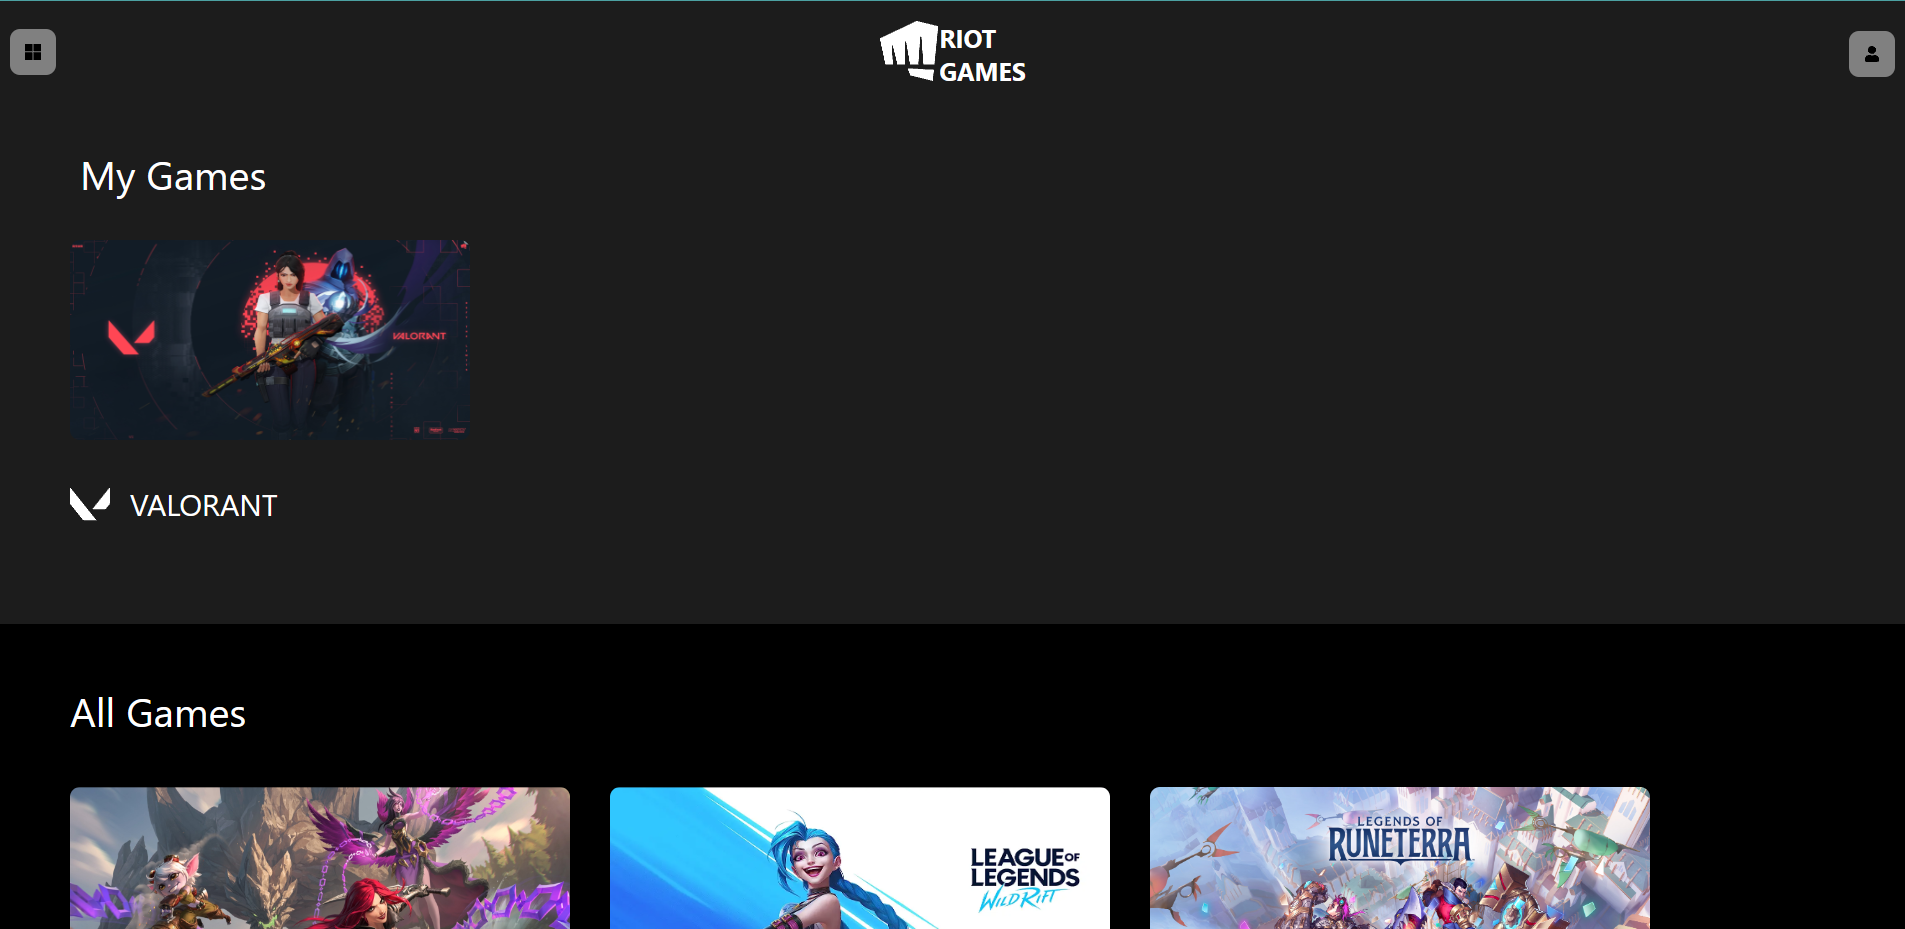 RIOT
GAMES
My Games
VALORANT
VALORANT
All Games
LEAGUE OF
LEGENDS
WILD RIFT
LEGENDS OF
RUNETERRA